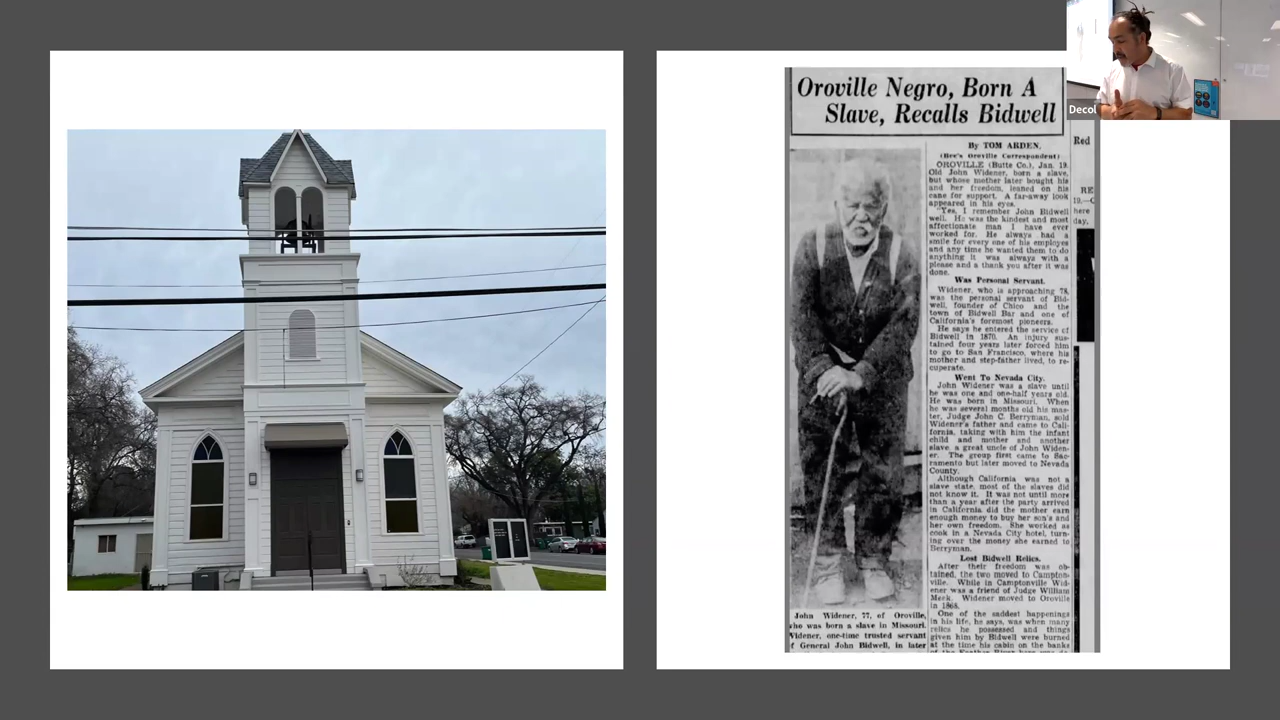 Oroville Negro, Born A
Slave, Recalls Bidwell
By TOM ARDEN,
(Bee's Oroville Correspondent)
OROVILLE (Butte Co.), Jan. 19.
Old John Widener, born a slave,
but whose mother later bought his
and her freedom, leaned on his
cane for support. A far-away look
appeared in his eyes.
"Yes, I remember John Bidwell
well. He was the kindest and most
affectionate man I have ever
worked for. He always had a
smile for every one of his employes
and any time he wanted them to do
anything it was always with a
please and a thank you after it was
done.
Was Personal Servant.
Widener, who is approaching 78,
was the personal servant of Bid-
well, founder of Chico and the
town of Bidwell Bar and one of
California's foremost pioneers.
He says he entered the service of
Bidwell in 1870. An injury sus-
tained four years later forced him
to go to San Francisco, where his
mother and step-father lived, to re-
cuperate.
Went To Nevada City.
John Widener was a slave until
he was one and one-half years old.
He was born in Missouri. When
he was several months old his mas-
ter, Judge John C. Berryman, sold
Widener's father and came to Cali-
fornia, taking with him the infant
child and mother and another
slave, a great uncle of John Widen-
er. The group first came to Sac-
ramento but later moved to Nevada
County.
Although California was not a
slave state, most of the slaves did
not know it. It was not until more
than a year after the party arrived
in California did the mother earn
enough money to buy her son's and
her own freedom. She worked as
cook in a Nevada City hotel, turn-
ing over the money she earned to
Berryman.
Lost Bidwell Relics.
After their freedom was ob-
tained, the two moved to Campton-
ville. While in Camptonville Wid-
ener was a friend of Judge William
Meek. Widener moved to Oroville
in 1868.
One of the saddest happenings
in his life, he says, was when many
relics he possessed and things
given him by Bidwell were burned
at the time his cabin on the banks
John Widener, 77, of Oroville,
who was born a slave in Missouri.
Widener, one-time trusted servant
f General John Bidwell, in later
Red
RE
19.—C
here
day,
Decol